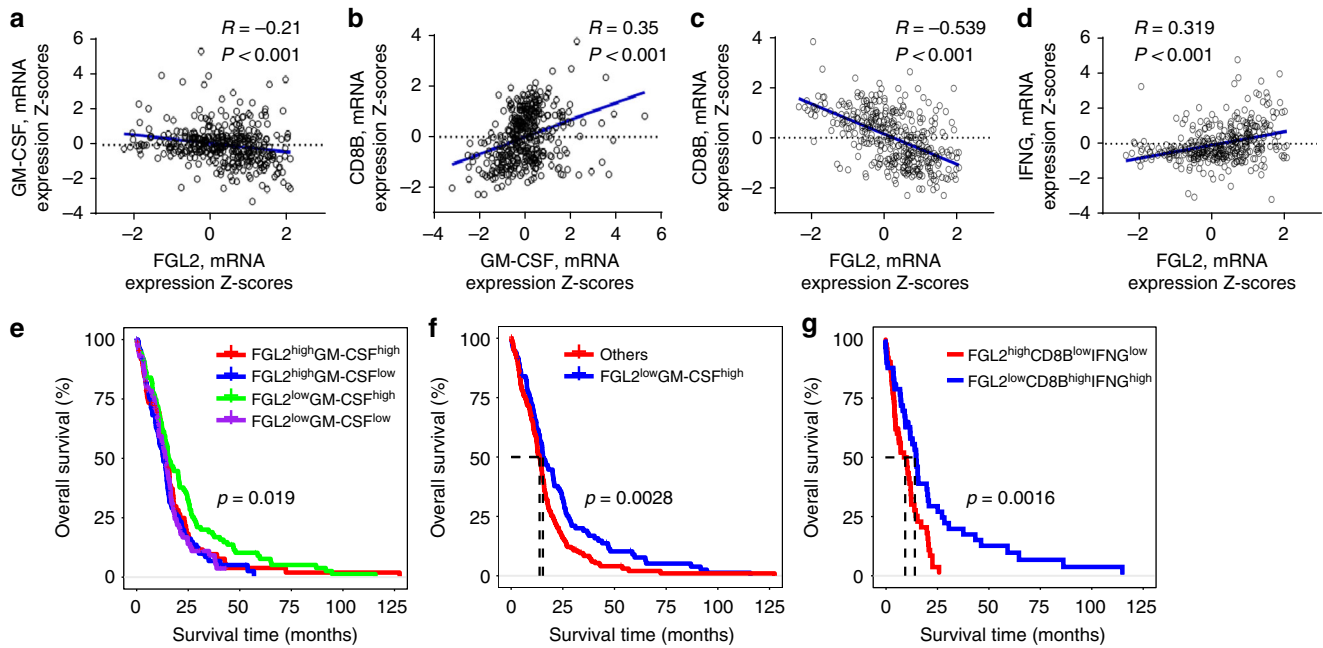 a
R = −0.21
P < 0.001
GM-CSF, mRNA
expression Z-scores
6
4
2
0
−2
−4
−2
0
2
FGL2, mRNA
expression Z-scores
b
R = 0.35
P < 0.001
CD8B, mRNA
expression Z-scores
4
2
0
−2
−4
−2
0
2
4
6
GM-CSF, mRNA
expression Z-scores
c
R = −0.539
P < 0.001
CD8B, mRNA
expression Z-scores
4
2
0
−2
−2
0
2
FGL2, mRNA
expression Z-scores
d
R = 0.319
P < 0.001
IFNG, mRNA
expression Z-scores
6
4
2
0
−2
−4
−2
0
2
FGL2, mRNA
expression Z-scores
e
FGL2highGM-CSFhigh
FGL2highGM-CSFlow
FGL2lowGM-CSFhigh
FGL2lowGM-CSFlow
p = 0.019
Overall survival (%)
100
75
50
25
0
0
25
50
75
100
125
Survival time (months)
f
Others
FGL2lowGM-CSFhigh
p = 0.0028
Overall survival (%)
100
75
50
25
0
0
25
50
75
100
125
Survival time (months)
g
FGL2highCD8BlowIFNGlow
FGL2lowCD8BhighIFNGhigh
p = 0.0016
Overall survival (%)
100
75
50
25
0
0
25
50
75
100
125
Survival time (months)